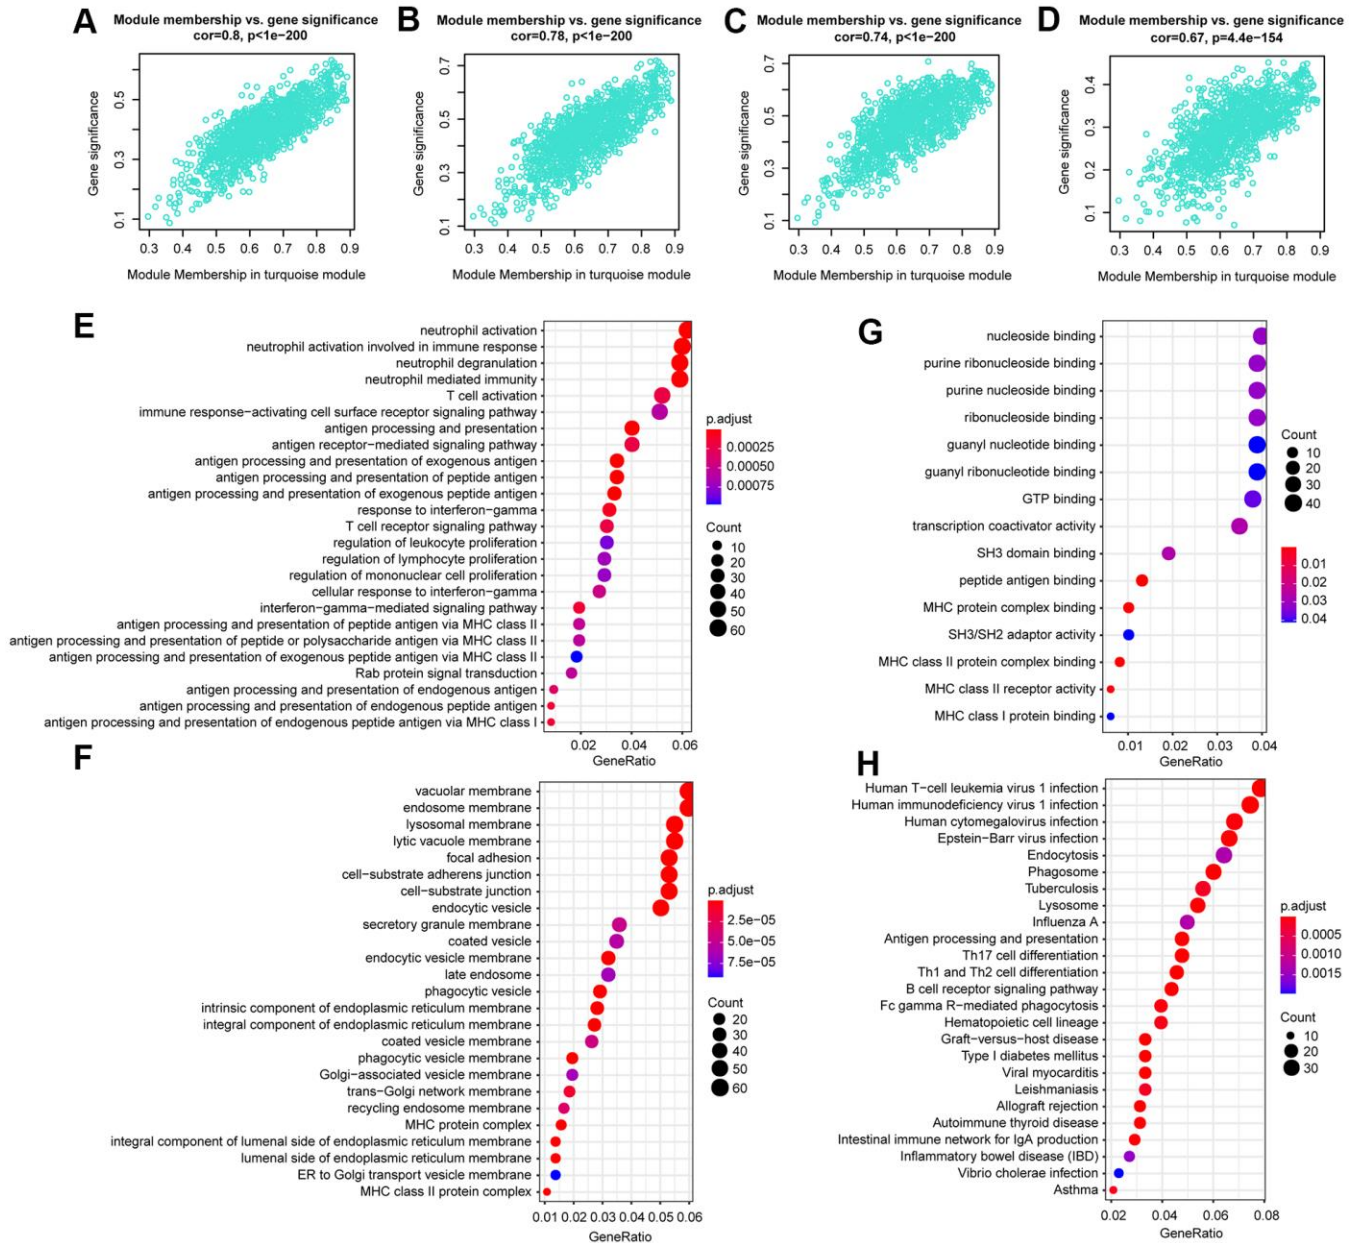 A
Module membership vs. gene significance
cor=0.8, p<1e−200
Gene significance
0.5
0.3
0.1
0.3 0.4 0.5 0.6 0.7 0.8 0.9
Module Membership in turquoise module
B
Module membership vs. gene significance
cor=0.78, p<1e−200
Gene significance
0.7
0.5
0.3
0.1
0.3 0.4 0.5 0.6 0.7 0.8 0.9
Module Membership in turquoise module
C
Module membership vs. gene significance
cor=0.74, p<1e−200
Gene significance
0.7
0.5
0.3
0.1
0.3 0.4 0.5 0.6 0.7 0.8 0.9
Module Membership in turquoise module
D
Module membership vs. gene significance
cor=0.67, p=4.4e−154
Gene significance
0.4
0.3
0.2
0.1
0.3 0.4 0.5 0.6 0.7 0.8 0.9
Module Membership in turquoise module
E
neutrophil activation
neutrophil activation involved in immune response
neutrophil degranulation
neutrophil mediated immunity
T cell activation
immune response−activating cell surface receptor signaling pathway
antigen processing and presentation
antigen receptor−mediated signaling pathway
antigen processing and presentation of exogenous antigen
antigen processing and presentation of peptide antigen
antigen processing and presentation of exogenous peptide antigen
response to interferon−gamma
T cell receptor signaling pathway
regulation of leukocyte proliferation
regulation of lymphocyte proliferation
regulation of mononuclear cell proliferation
cellular response to interferon−gamma
interferon−gamma−mediated signaling pathway
antigen processing and presentation of peptide antigen via MHC class II
antigen processing and presentation of peptide or polysaccharide antigen via MHC class II
antigen processing and presentation of exogenous peptide antigen via MHC class II
Rab protein signal transduction
antigen processing and presentation of endogenous antigen
antigen processing and presentation of endogenous peptide antigen
antigen processing and presentation of endogenous peptide antigen via MHC class I
0.02 0.04 0.06
GeneRatio
p.adjust
0.00025
0.00050
0.00075
Count
10
20
30
40
50
60
G
nucleoside binding
purine ribonucleoside binding
purine nucleoside binding
ribonucleoside binding
guanyl nucleotide binding
guanyl ribonucleotide binding
GTP binding
transcription coactivator activity
SH3 domain binding
peptide antigen binding
MHC protein complex binding
SH3/SH2 adaptor activity
MHC class II protein complex binding
MHC class II receptor activity
MHC class I protein binding
0.01 0.02 0.03 0.04
GeneRatio
Count
10
20
30
40
0.01
0.02
0.03
0.04
F
vacuolar membrane
endosome membrane
lysosomal membrane
lytic vacuole membrane
focal adhesion
cell−substrate adherens junction
cell−substrate junction
endocytic vesicle
secretory granule membrane
coated vesicle
endocytic vesicle membrane
late endosome
phagocytic vesicle
intrinsic component of endoplasmic reticulum membrane
integral component of endoplasmic reticulum membrane
coated vesicle membrane
phagocytic vesicle membrane
Golgi−associated vesicle membrane
trans−Golgi network membrane
recycling endosome membrane
MHC protein complex
integral component of lumenal side of endoplasmic reticulum membrane
lumenal side of endoplasmic reticulum membrane
ER to Golgi transport vesicle membrane
MHC class II protein complex
0.01 0.02 0.03 0.04 0.05 0.06
GeneRatio
p.adjust
2.5e−05
5.0e−05
7.5e−05
Count
20
30
40
50
60
H
Human T−cell leukemia virus 1 infection
Human immunodeficiency virus 1 infection
Human cytomegalovirus infection
Epstein−Barr virus infection
Endocytosis
Phagosome
Tuberculosis
Lysosome
Influenza A
Antigen processing and presentation
Th17 cell differentiation
Th1 and Th2 cell differentiation
B cell receptor signaling pathway
Fc gamma R−mediated phagocytosis
Hematopoietic cell lineage
Graft−versus−host disease
Type I diabetes mellitus
Viral myocarditis
Leishmaniasis
Allograft rejection
Autoimmune thyroid disease
Intestinal immune network for IgA production
Inflammatory bowel disease (IBD)
Vibrio cholerae infection
Asthma
0.02 0.04 0.06 0.08
GeneRatio
p.adjust
0.0005
0.0010
0.0015
Count
10
20
30